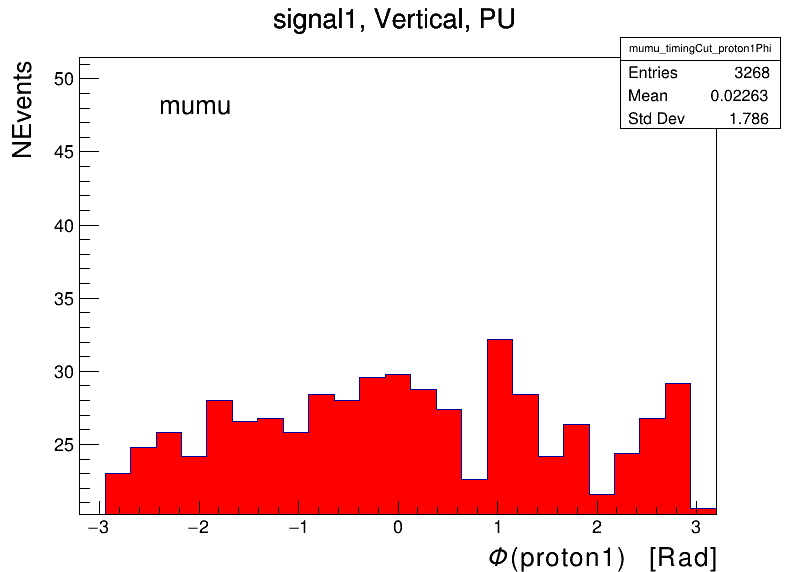 signal1, Vertical, PU
mumu_timingCut_proton1Phi
Entries 3268
Mean 0.02263
Std Dev 1.786
NEvents
mumu
50
45
40
35
30
25
−3 −2 −1 0 1 2 3
Φ(proton1) [Rad]